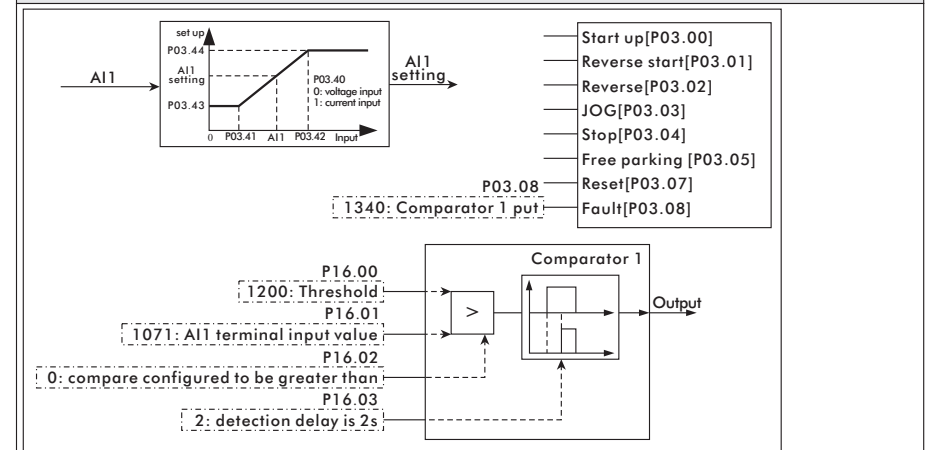 set up
P03.44
AI1
setting
P03.43
0
P03.41
AI1
P03.42
Input
P03.40
0: voltage input
1: current input
AI1
AI1
setting
Start up[P03.00]
Reverse start[P03.01]
Reverse[P03.02]
JOG[P03.03]
Stop[P03.04]
Free parking [P03.05]
Reset[P03.07]
Fault[P03.08]
P03.08
1340: Comparator 1 put
Comparator 1
P16.00
1200: Threshold
P16.01
1071: AI1 terminal input value
P16.02
0: compare configured to be greater than
P16.03
2: detection delay is 2s
>
Output